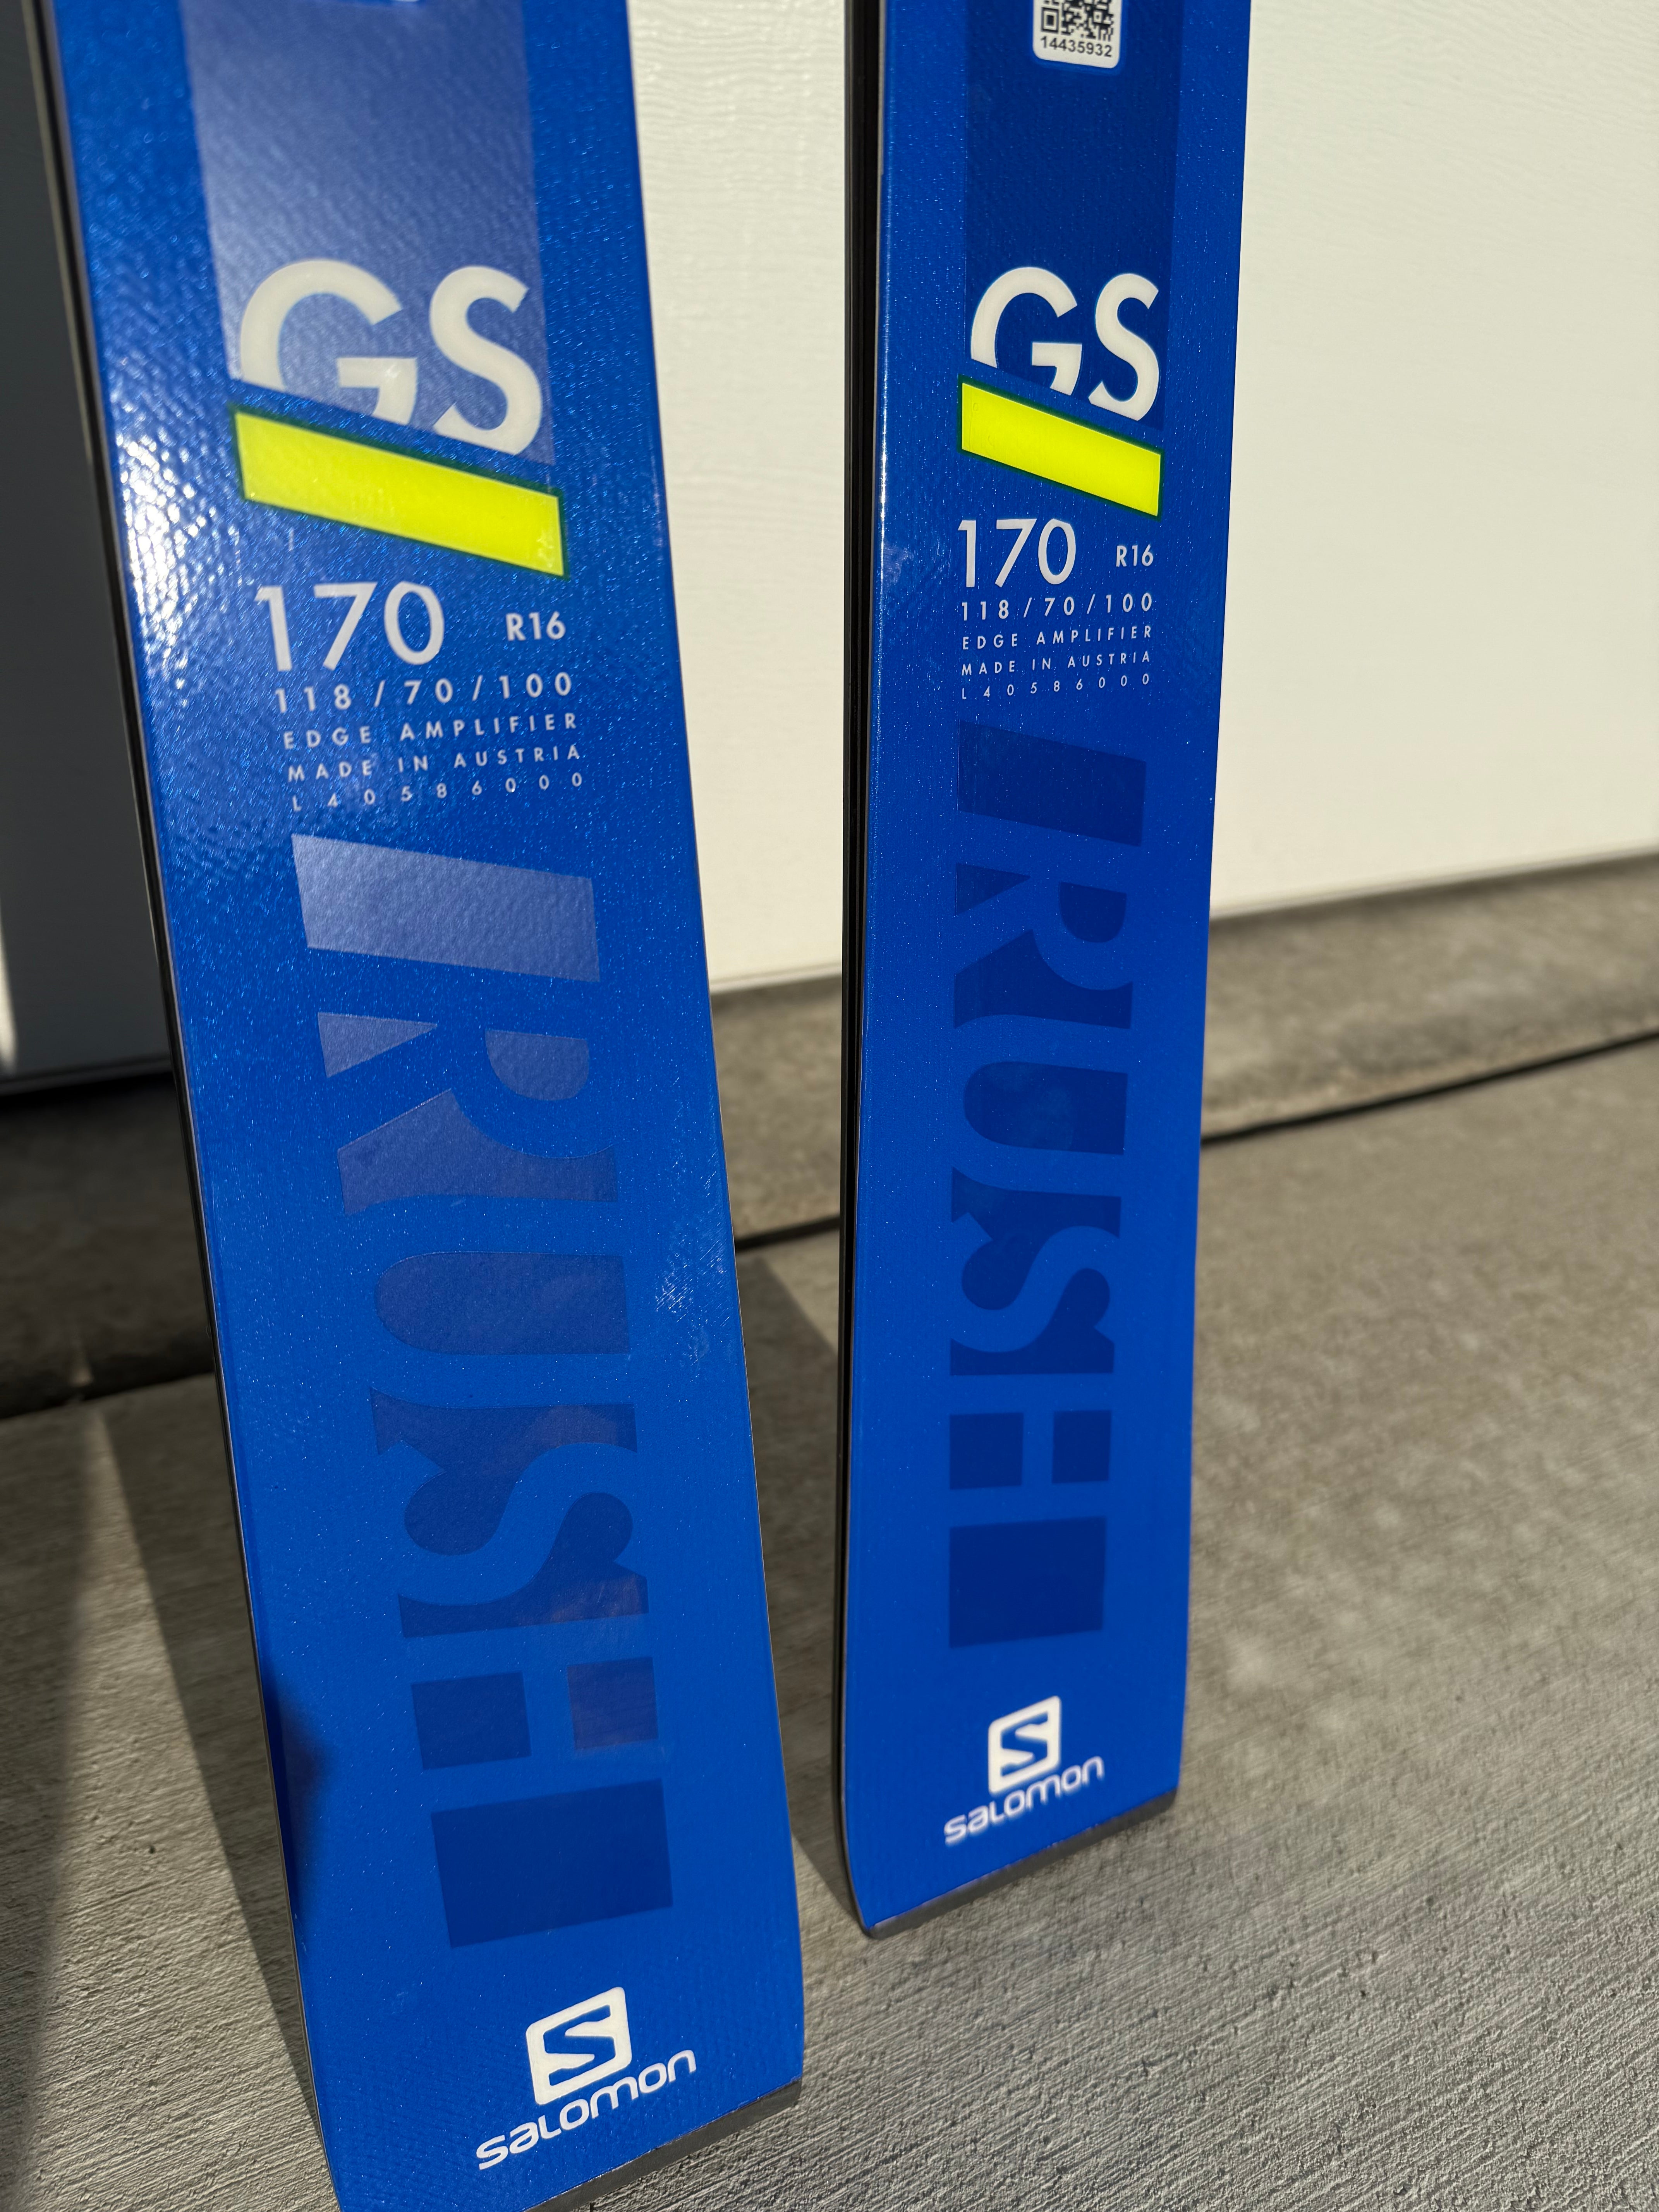 GS
170 R16
118/70/100
EDGE AMPLIFIER
MADE IN AUSTRIA
L40586000
RUSH
S
SALOMON
14435932
GS
170 R16
118/70/100
EDGE AMPLIFIER
MADE IN AUSTRIA
L40586000
RUSH
S
SALOMON